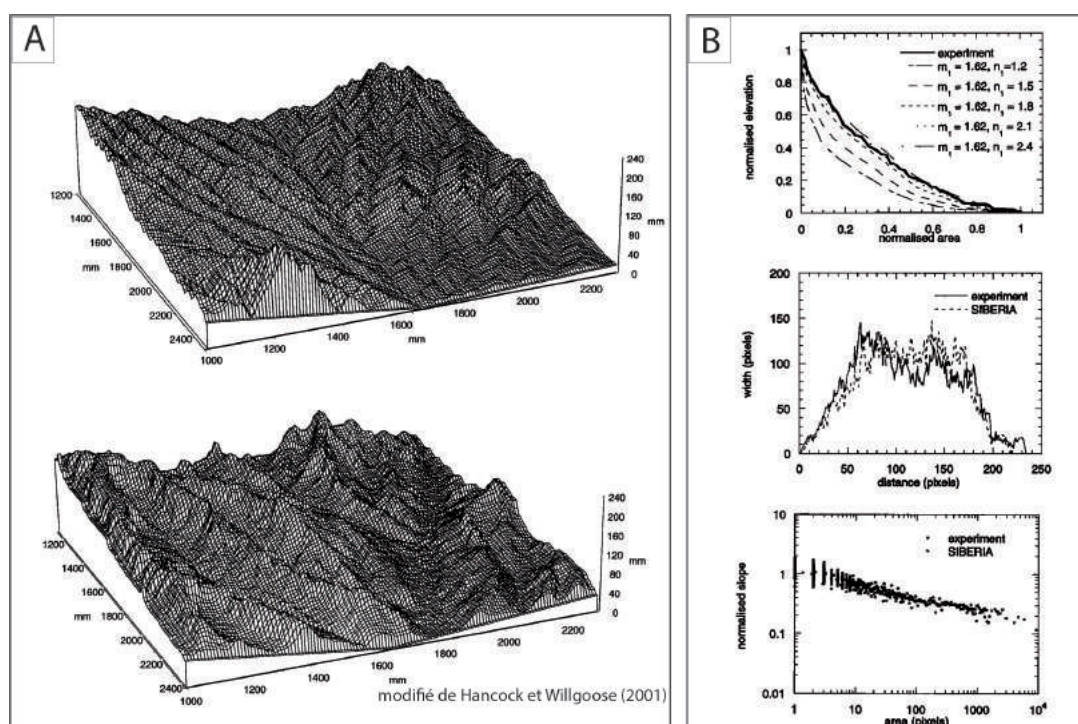 A
240
200
160
120
mm
80
40
0
1200
1400
1600
mm
1800
2000
2200
2400
1000
1200
1400
1600
mm
1800
2000
2200
240
200
160
120
mm
80
40
0
1200
1400
1600
mm
1800
2000
2200
2400
1000
1200
1400
1600
mm
1800
2000
2200
modifié de Hancock et Willgoose (2001)
B
experiment
m₁ = 1.62, n₁=1.2
m₁ = 1.62, n₁ = 1.5
m₁ = 1.62, n₁ = 1.8
m₁ = 1.62, n₁ = 2.1
m₁ = 1.62, n₁ = 2.4
normalised elevation
1
0.8
0.6
0.4
0.2
0
0 0.2 0.4 0.6 0.8 1
normalised area
experiment
SIBERIA
width (pixels)
200
150
100
50
0
0 50 100 150 200 250
distance (pixels)
experiment
SIBERIA
normalised slope
10
1
0.1
0.01
1 10 100 1000 10⁴
area (pixels)